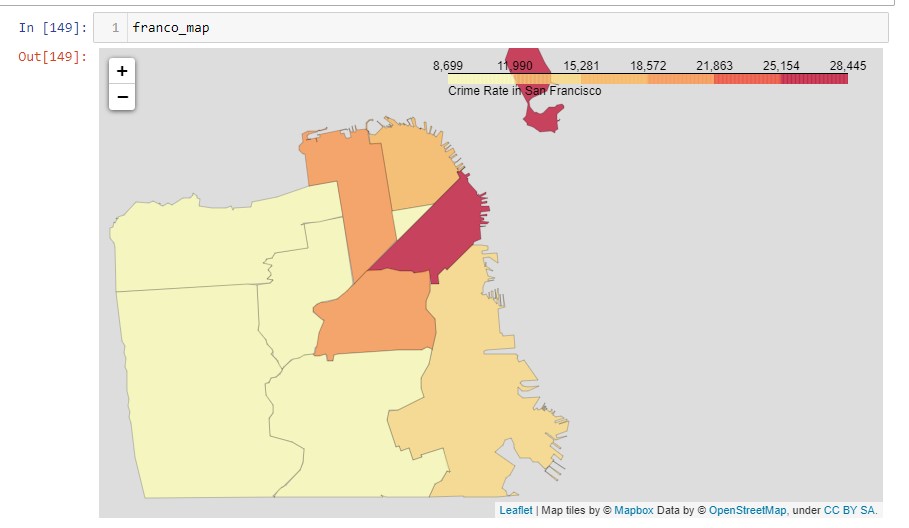 In [149]: 1 franco_map
Out[149]:
+
−
8,699 11,990 15,281 18,572 21,863 25,154 28,445
Crime Rate in San Francisco
Leaflet | Map tiles by © Mapbox Data by © OpenStreetMap, under CC BY SA.